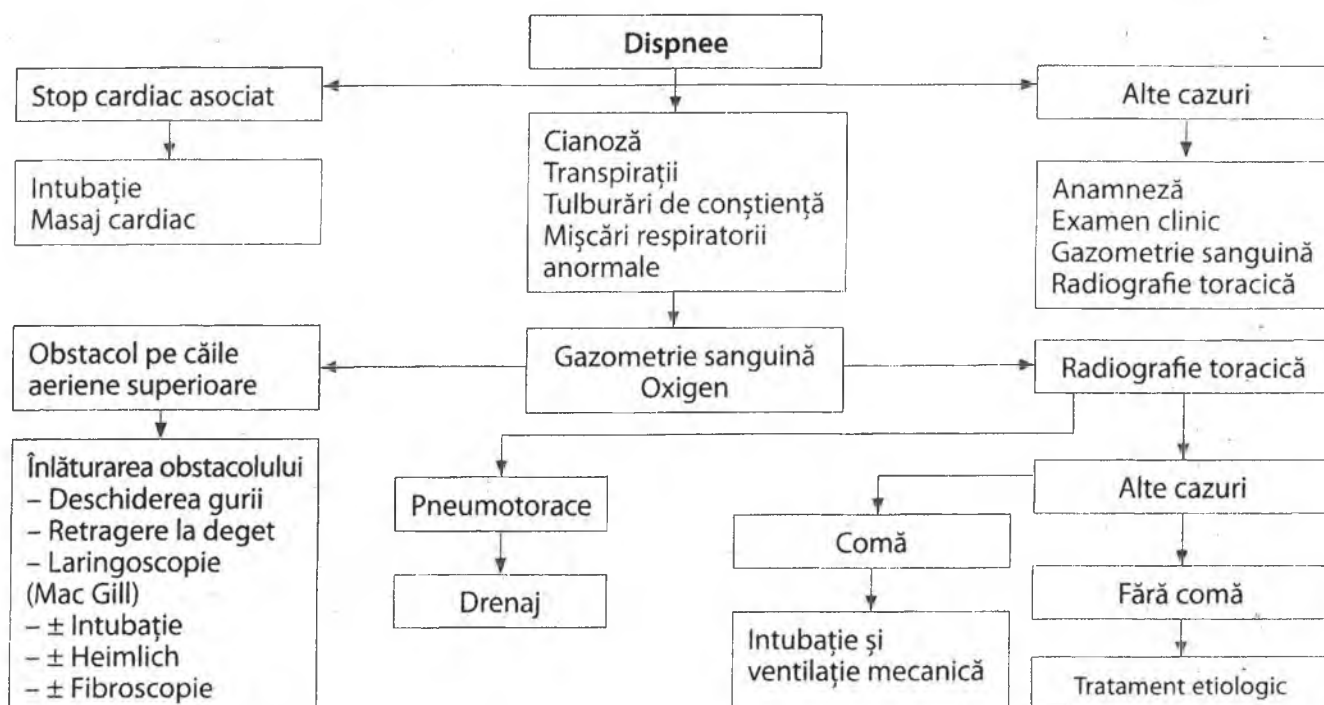 Dispnee
Stop cardiac asociat
Alte cazuri
Intubație
Masaj cardiac
Cianoză
Transpirații
Tulburări de conștiență
Mișcări respiratorii
anormale
Anamneză
Examen clinic
Gazometrie sanguină
Radiografie toracică
Obstacol pe căile
aeriene superioare
Gazometrie sanguină
Oxigen
Radiografie toracică
Înlăturarea obstacolului
– Deschiderea gurii
– Retragere la deget
– Laringoscopie
(Mac Gill)
– ± Intubație
– ± Heimlich
– ± Fibroscopie
Pneumotorace
Drenaj
Alte cazuri
Comă
Intubație și
ventilație mecanică
Fără comă
Tratament etiologic